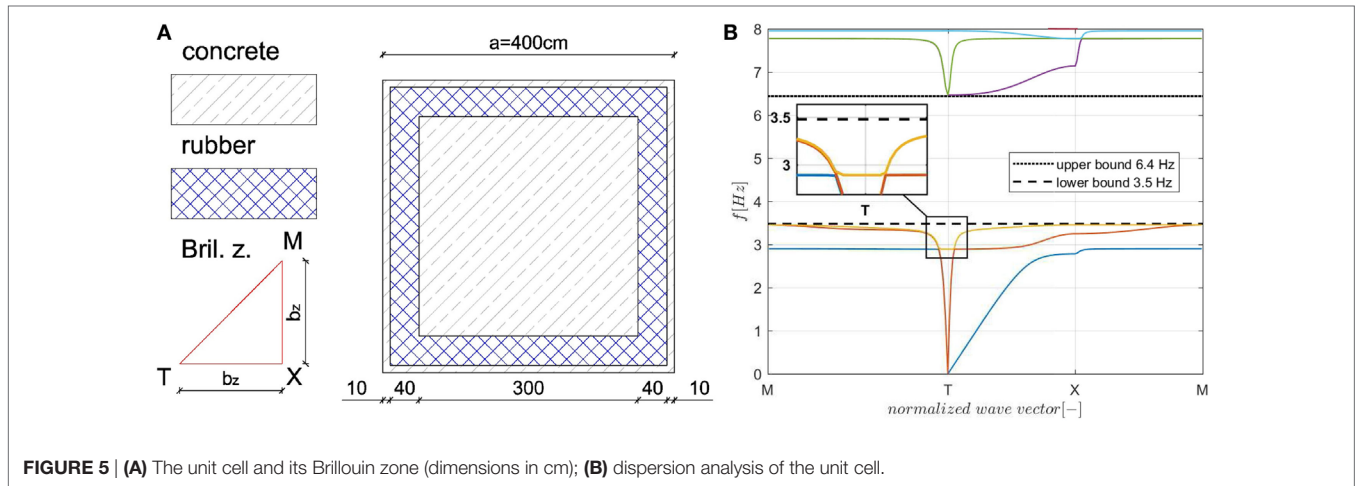 A
concrete
rubber
Bril. z.
M
bz
T
bz
X
a=400cm
10
40
300
40
10
B
8
7
6
5
4
3
2
1
0
f[Hz]
3.5
3
T
upper bound 6.4 Hz
lower bound 3.5 Hz
M
T
X
M
normalized wave vector[−]
FIGURE 5 | (A) The unit cell and its Brillouin zone (dimensions in cm); (B) dispersion analysis of the unit cell.